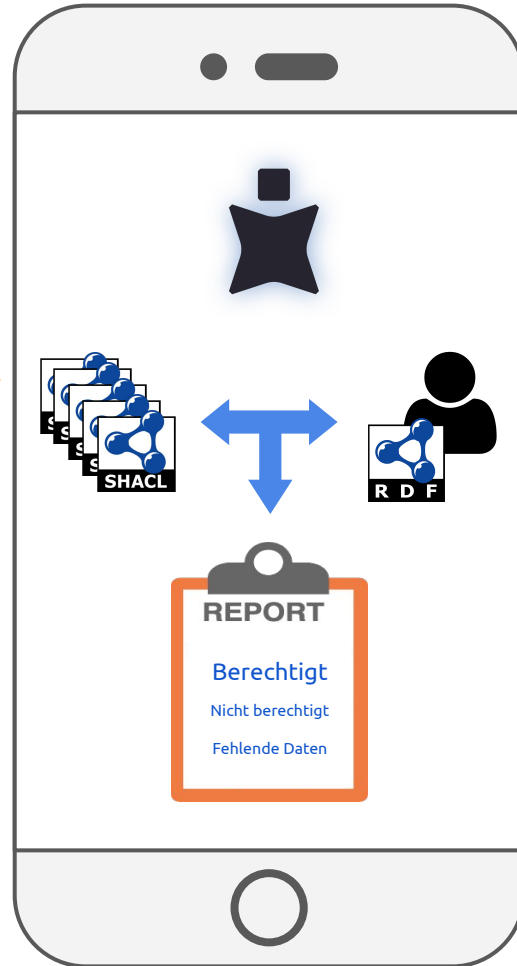 SHACL
R D F
REPORT
Berechtigt
Nicht berechtigt
Fehlende Daten